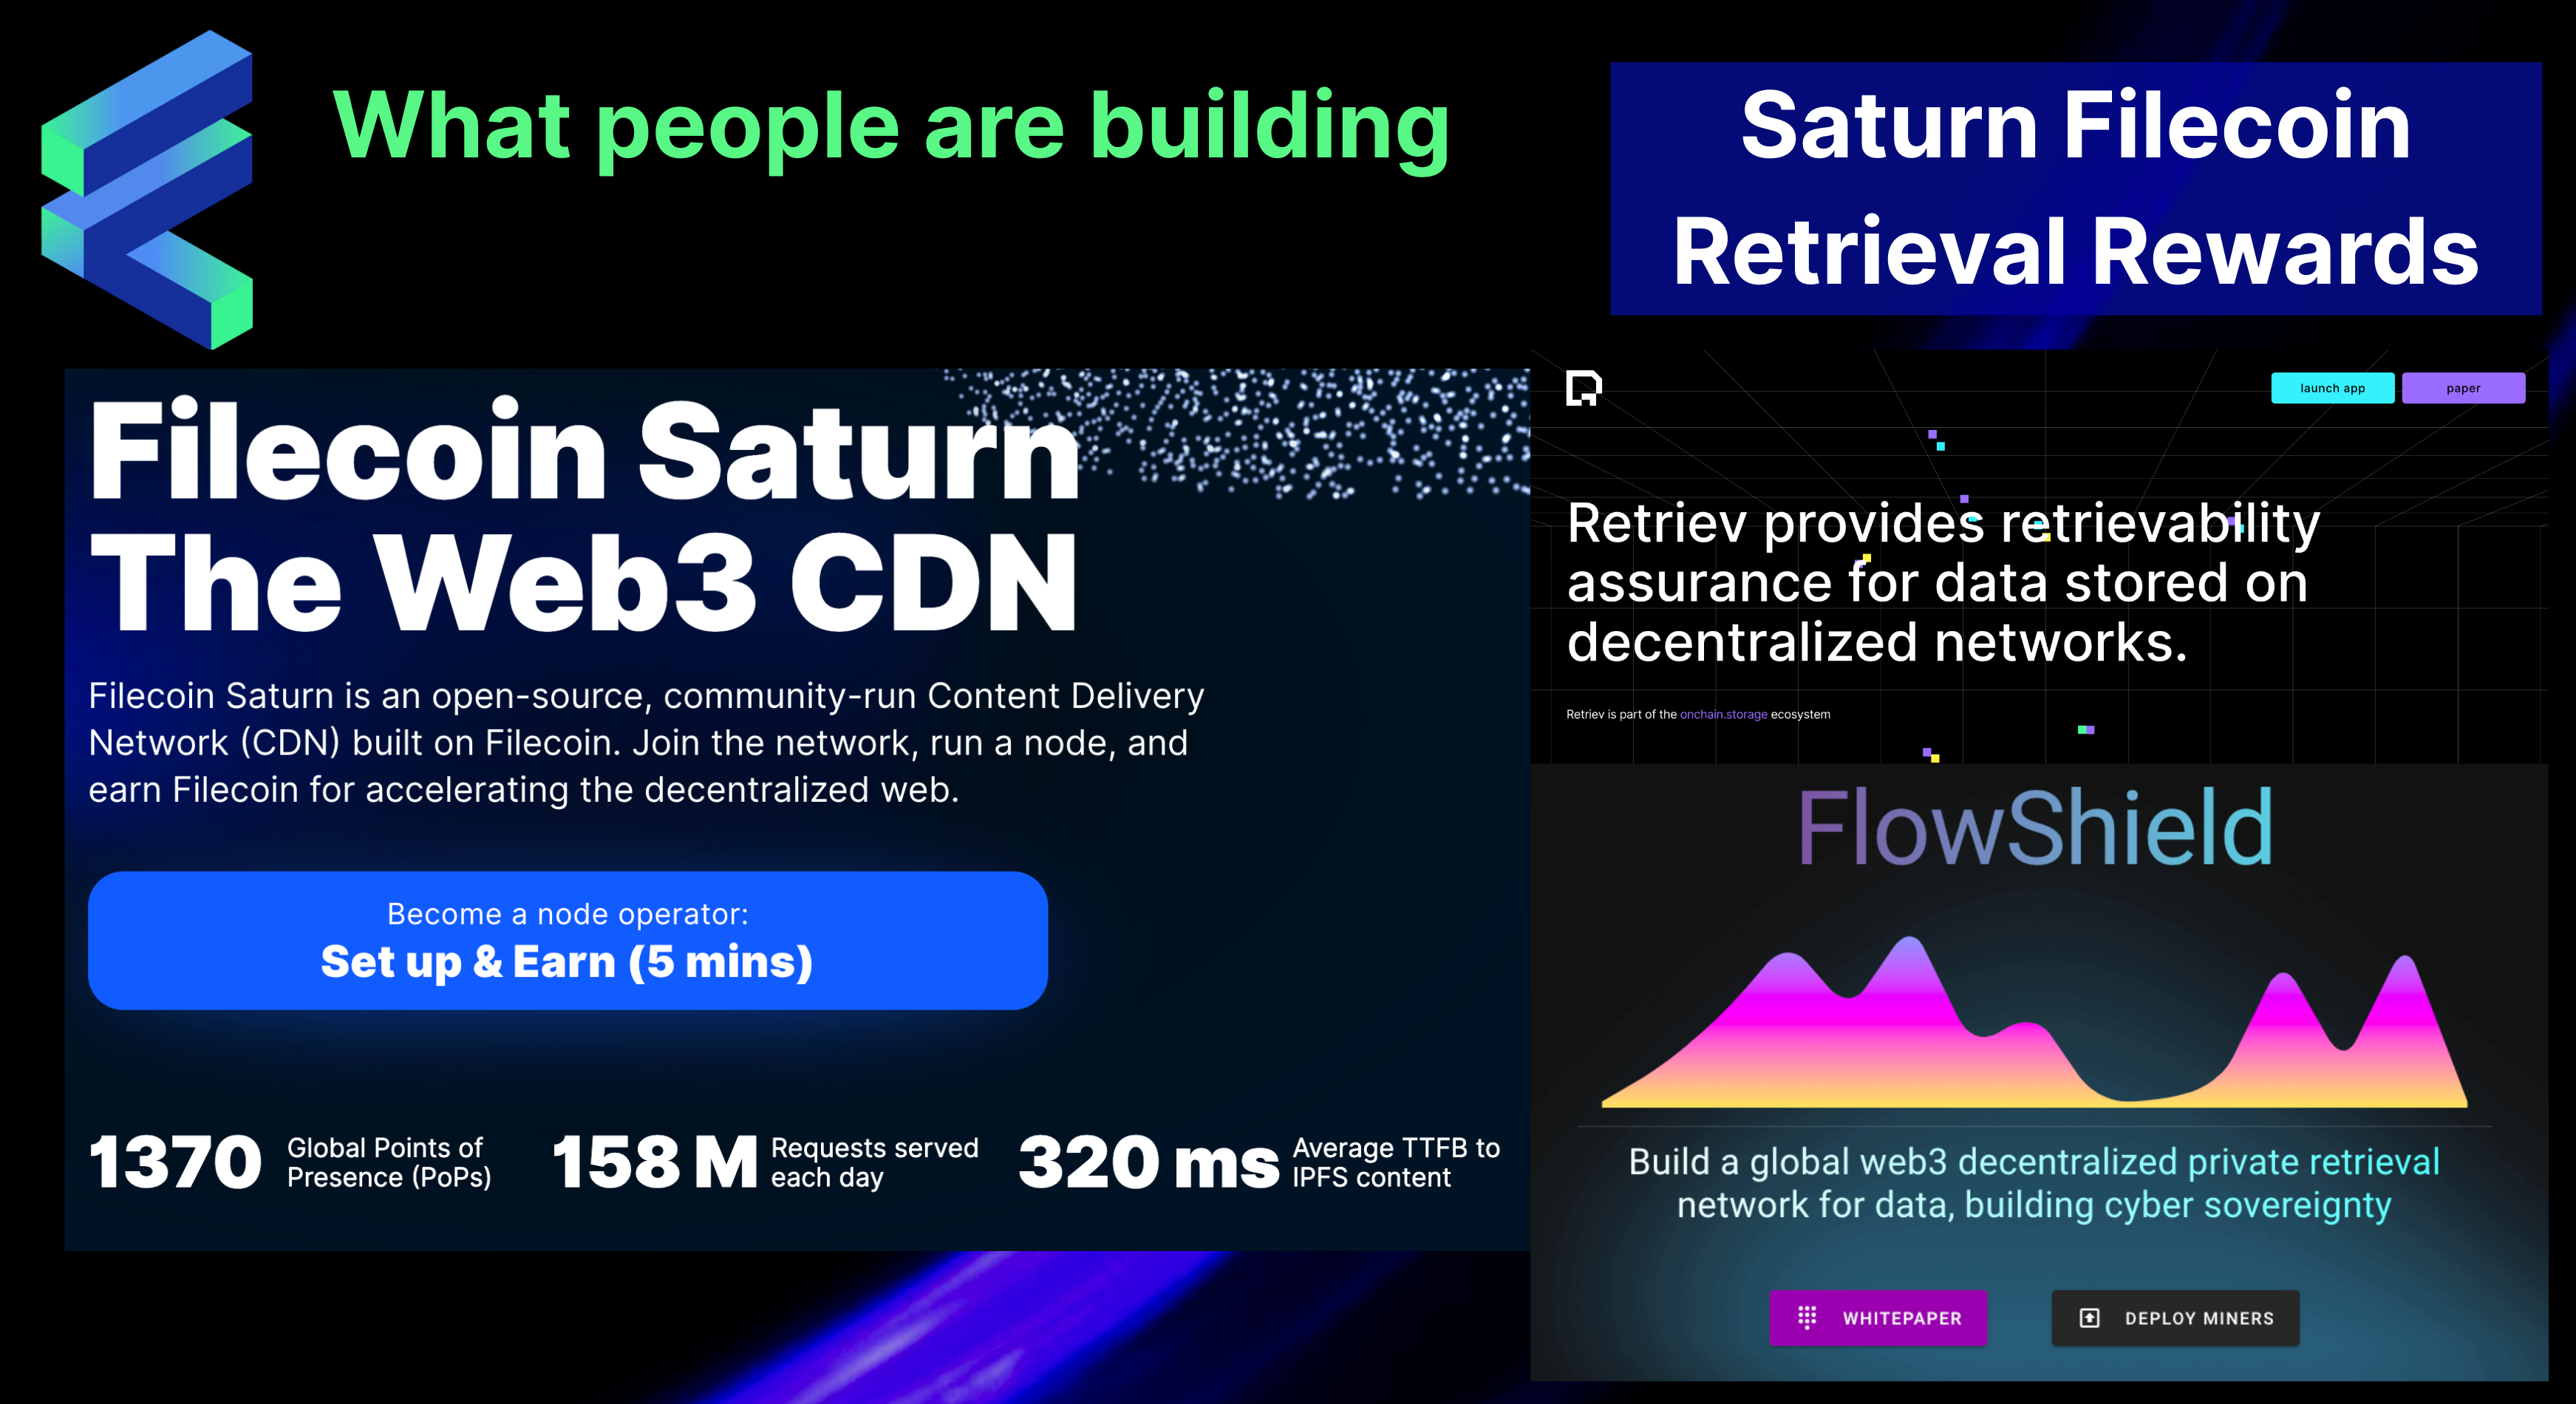 What people are building
Saturn Filecoin
Retrieval Rewards
Filecoin Saturn
The Web3 CDN
Filecoin Saturn is an open-source, community-run Content Delivery
Network (CDN) built on Filecoin. Join the network, run a node, and
earn Filecoin for accelerating the decentralized web.
Become a node operator:
Set up & Earn (5 mins)
1370 Global Points of
Presence (PoPs)
158 M Requests served
each day
320 ms Average TTFB to
IPFS content
launch app
paper
Retriev provides retrievability
assurance for data stored on
decentralized networks.
Retriev is part of the onchain.storage ecosystem
FlowShield
Build a global web3 decentralized private retrieval
network for data, building cyber sovereignty
WHITEPAPER
DEPLOY MINERS